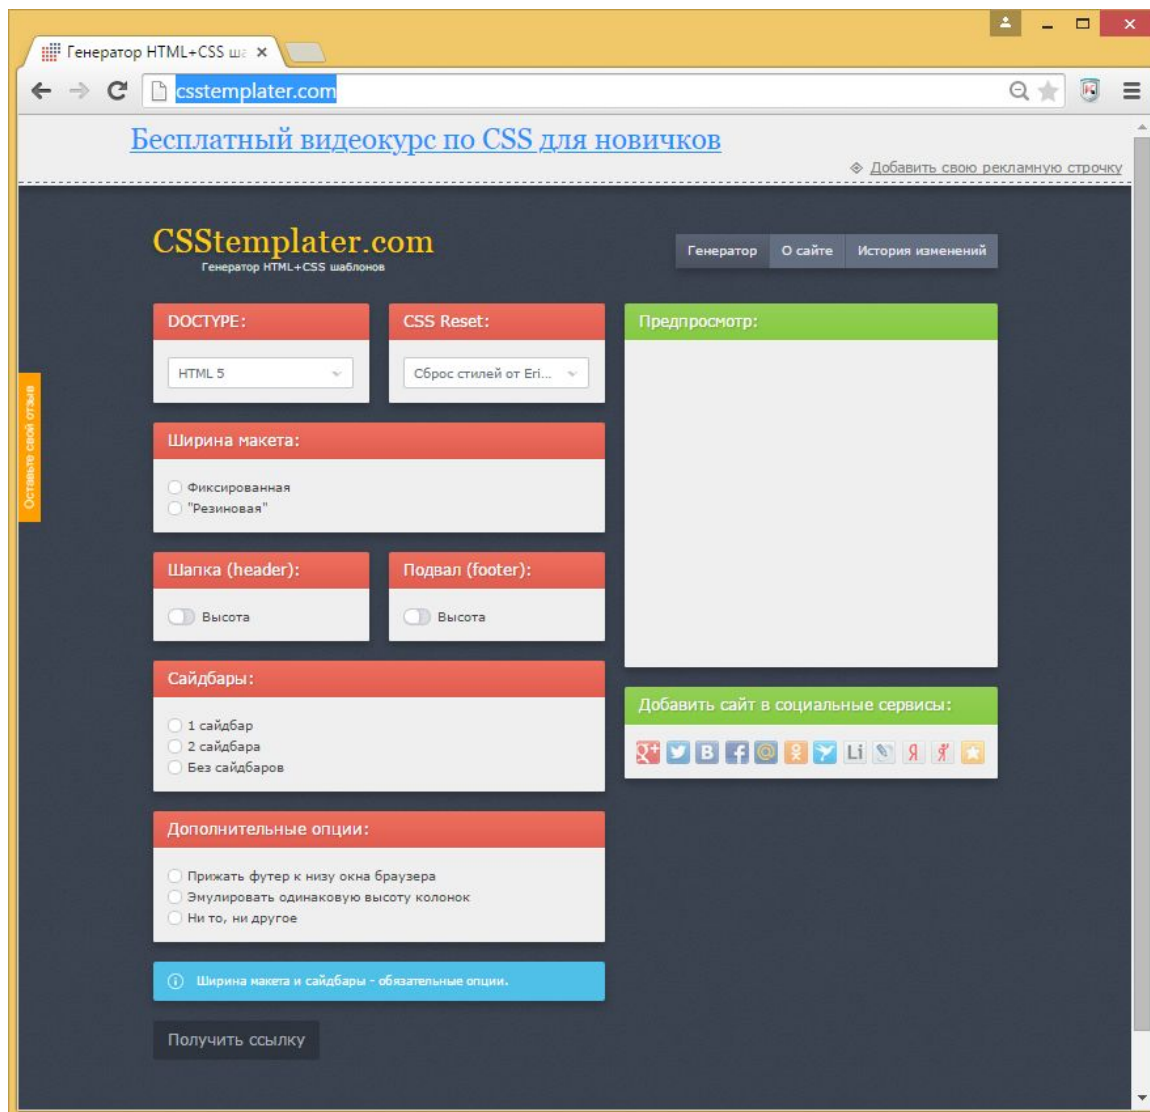 Генератор HTML+CSS ша
csstemplater.com
Бесплатный видеокурс по CSS для новичков
Добавить свою рекламную строчку
CSStemplater.com
Генератор HTML+CSS шаблонов
Генератор О сайте История изменений
DOCTYPE:
HTML 5
CSS Reset:
Сброс стилей от Eri...
Предпросмотр:
Оставьте свой отзыв
Ширина макета:
Фиксированная
"Резиновая"
Шапка (header):
Высота
Подвал (footer):
Высота
Сайдбары:
1 сайдбар
2 сайдбара
Без сайдбаров
Добавить сайт в социальные сервисы:
Li
Я
Дополнительные опции:
Прижать футер к низу окна браузера
Эмулировать одинаковую высоту колонок
Ни то, ни другое
Ширина макета и сайдбары - обязательные опции.
Получить ссылку